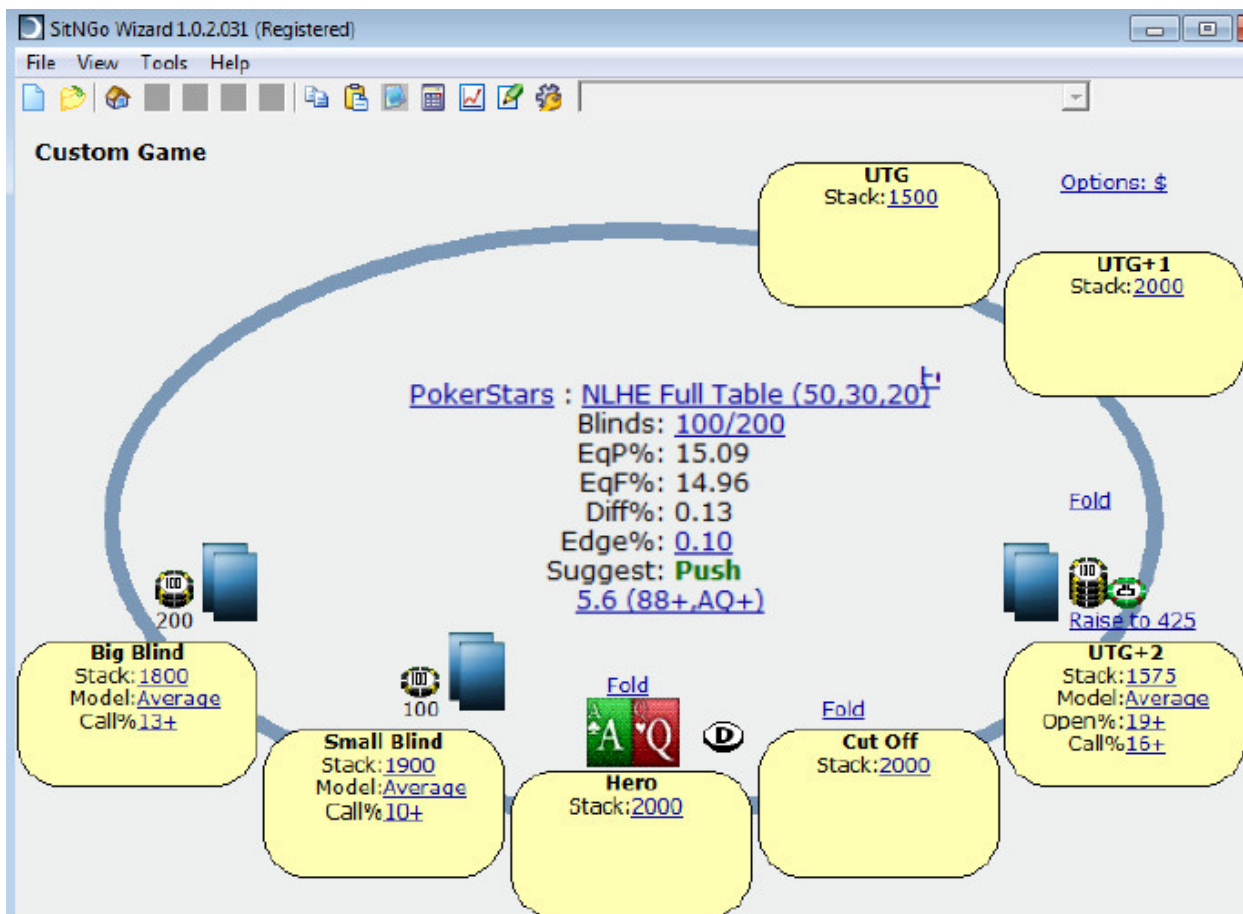 SitNGo Wizard 1.0.2.031 (Registered)
File View Tools Help
Custom Game
UTG
Stack:1500
Options: $
UTG+1
Stack:2000
PokerStars : NLHE Full Table (50,30,20)
Blinds: 100/200
EqP%: 15.09
EqF%: 14.96
Diff%: 0.13
Edge%: 0.10
Suggest: Push
5.6 (88+,AQ+)
Fold
100
200
Big Blind
Stack:1800
Model:Average
Call%13+
100
100
Small Blind
Stack:1900
Model:Average
Call%10+
Fold
A Q
A Q
D
Hero
Stack:2000
Fold
Cut Off
Stack:2000
100
25
Raise to 425
UTG+2
Stack:1575
Model:Average
Open%:19+
Call%16+